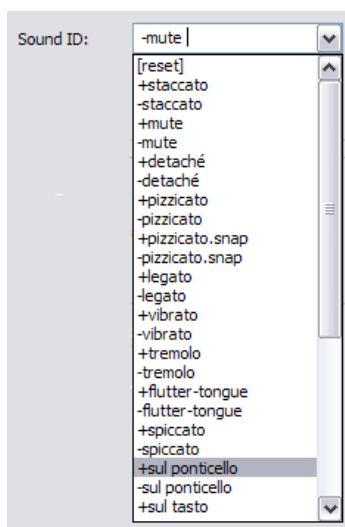 Sound ID: -mute
[reset]
+staccato
-staccato
+mute
-mute
+detaché
-detaché
+pizzicato
-pizzicato
+pizzicato.snap
-pizzicato.snap
+legato
-legato
+vibrato
-vibrato
+tremolo
-tremolo
+flutter-tongue
-flutter-tongue
+spiccato
-spiccato
+sul ponticello
-sul ponticello
+sul tasto